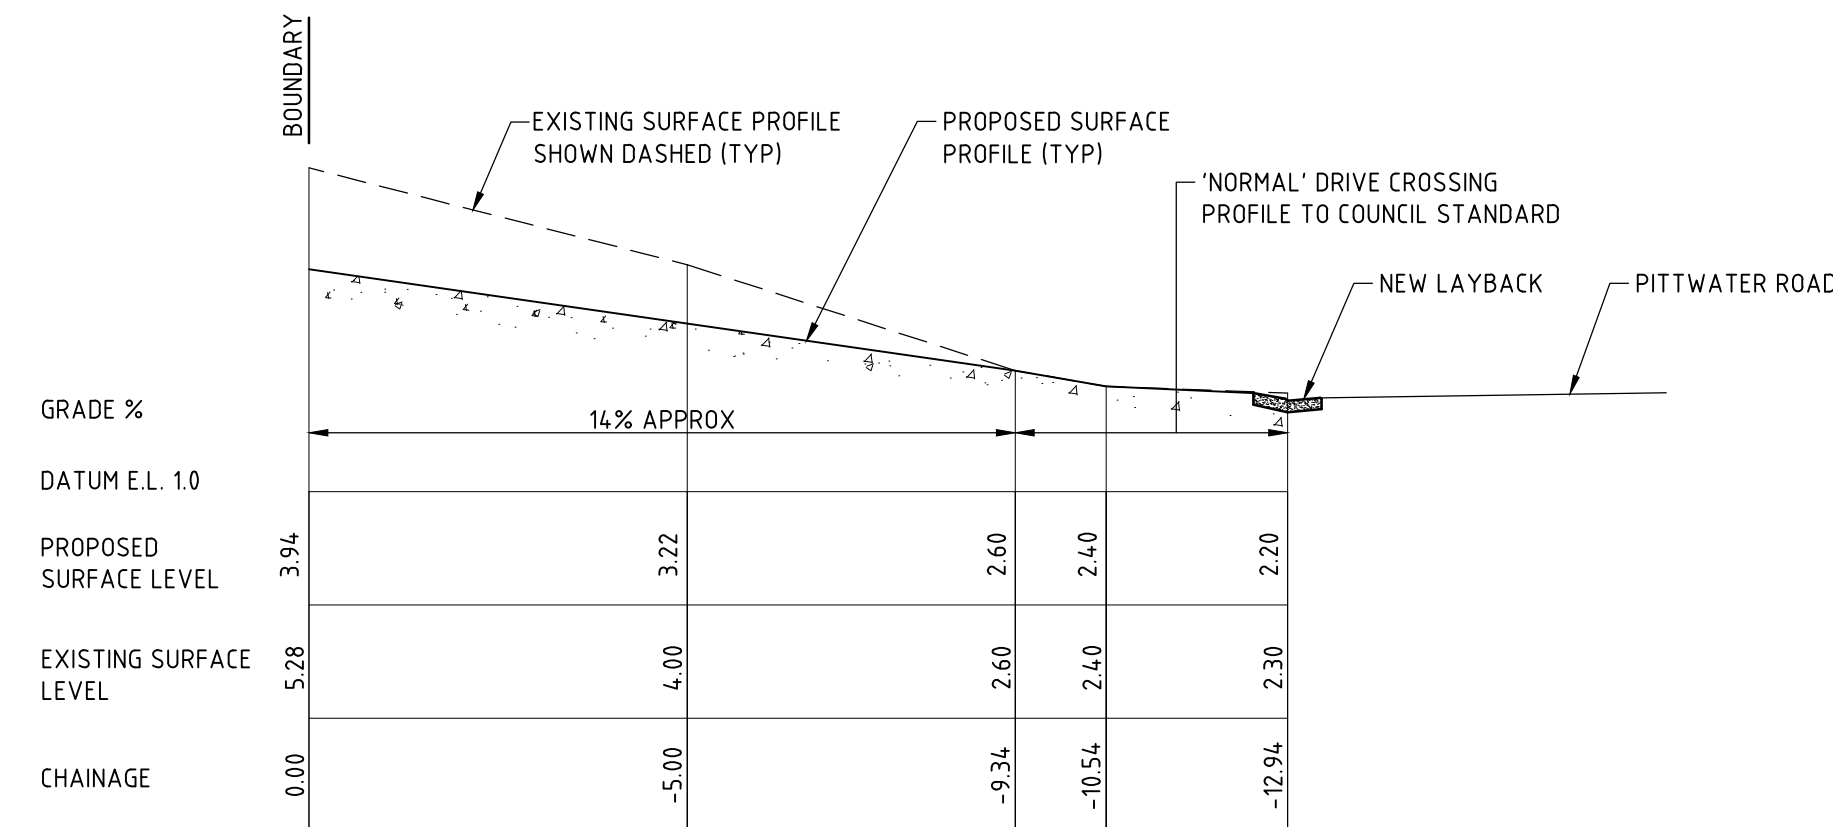 BOUNDARY
EXISTING SURFACE PROFILE
SHOWN DASHED (TYP)
PROPOSED SURFACE
PROFILE (TYP)
'NORMAL' DRIVE CROSSING
PROFILE TO COUNCIL STANDARD
NEW LAYBACK
PITTWATER ROAD
GRADE %
14% APPROX
DATUM E.L. 1.0
PROPOSED
SURFACE LEVEL
3.94
3.22
2.60
2.40
2.20
EXISTING SURFACE
LEVEL
5.28
4.00
2.60
2.40
2.30
CHAINAGE
0.00
-5.00
-9.34
-10.54
-12.94